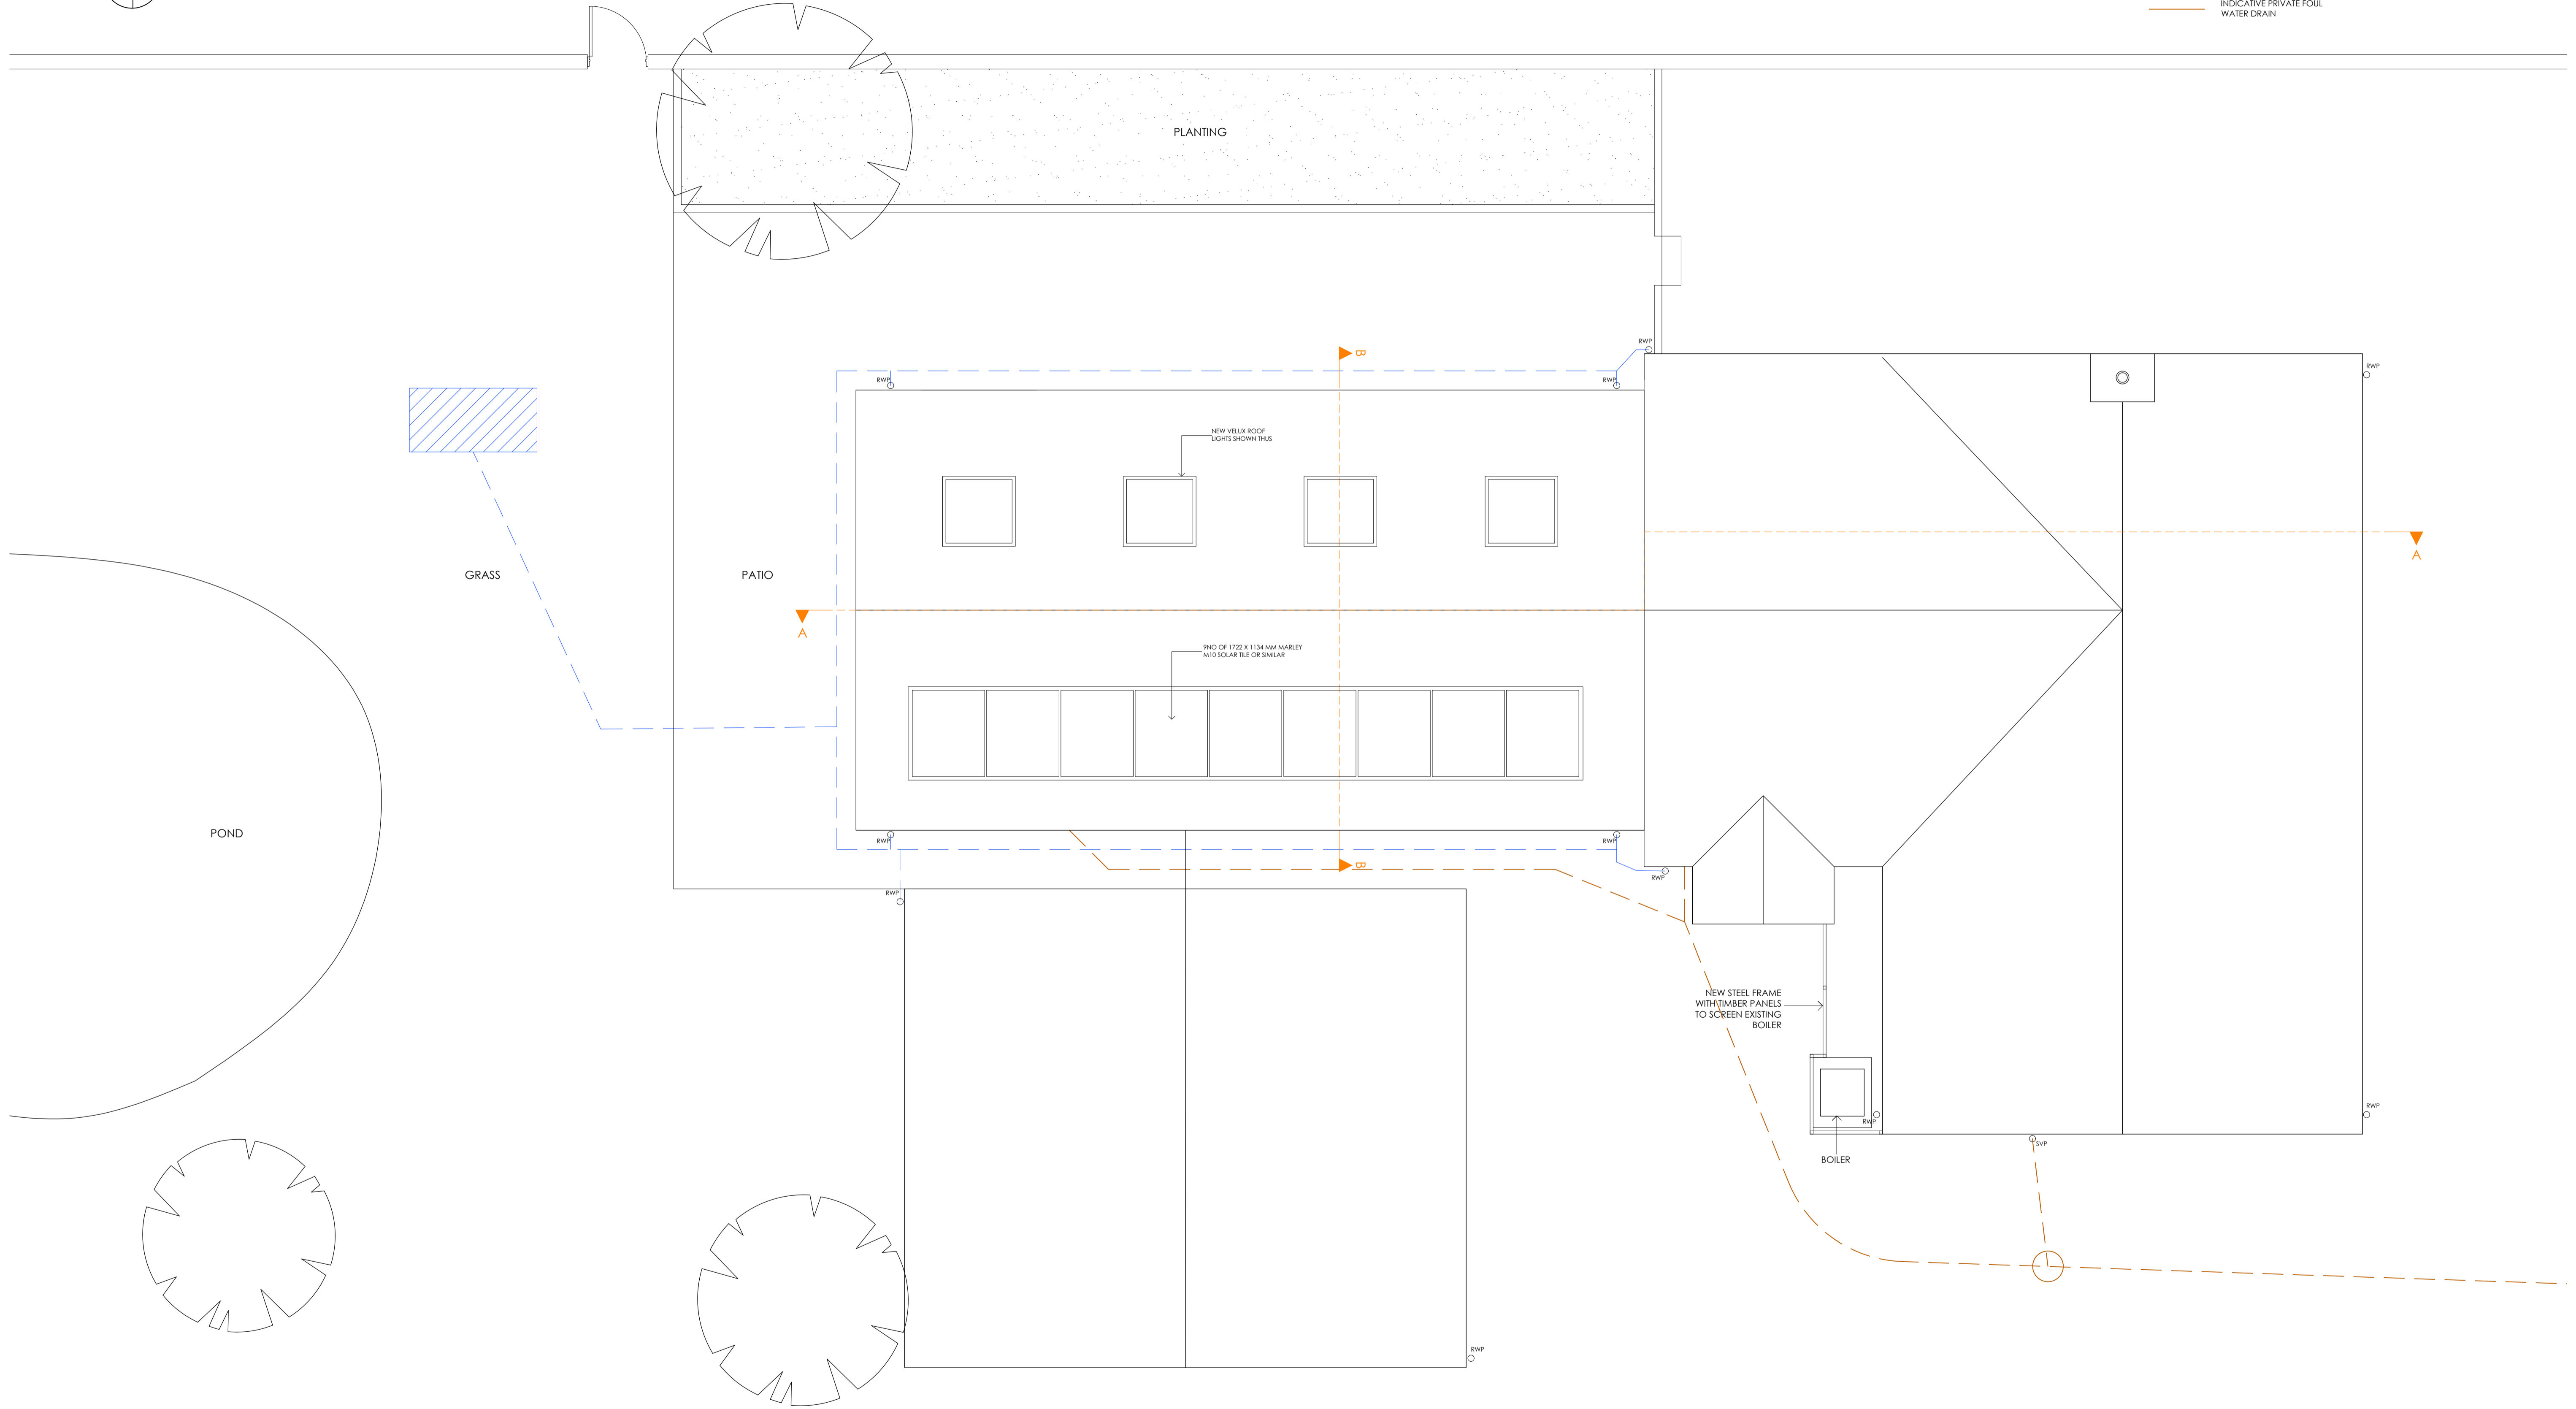 INDICATIVE PRIVATE FOUL
WATER DRAIN
PLANTING
RWP
B
RWP
RWP
RWP
NEW VELUX ROOF
LIGHTS SHOWN THUS
A
GRASS
PATIO
A
9NO OF 1722 X 1134 MM MARLEY
M10 SOLAR TILE OR SIMILAR
POND
RWP
RWP
B
RWP
RWP
NEW STEEL FRAME
WITH TIMBER PANELS
TO SCREEN EXISTING
BOILER
RWP
RWP
SVP
BOILER
RWP